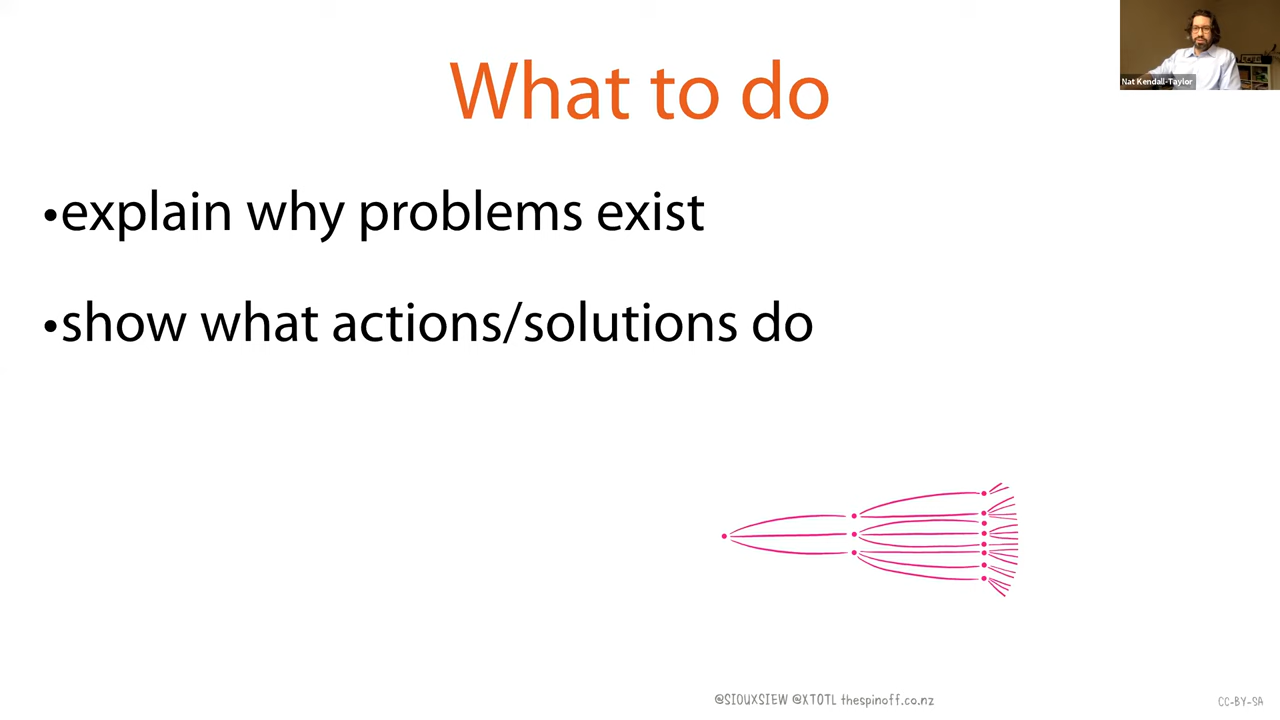 What to do
Nat Kendall-Taylor
•explain why problems exist
•show what actions/solutions do
@SIOUXSIEW @XTOTL thespinoff.co.nz
CC-BY-SA